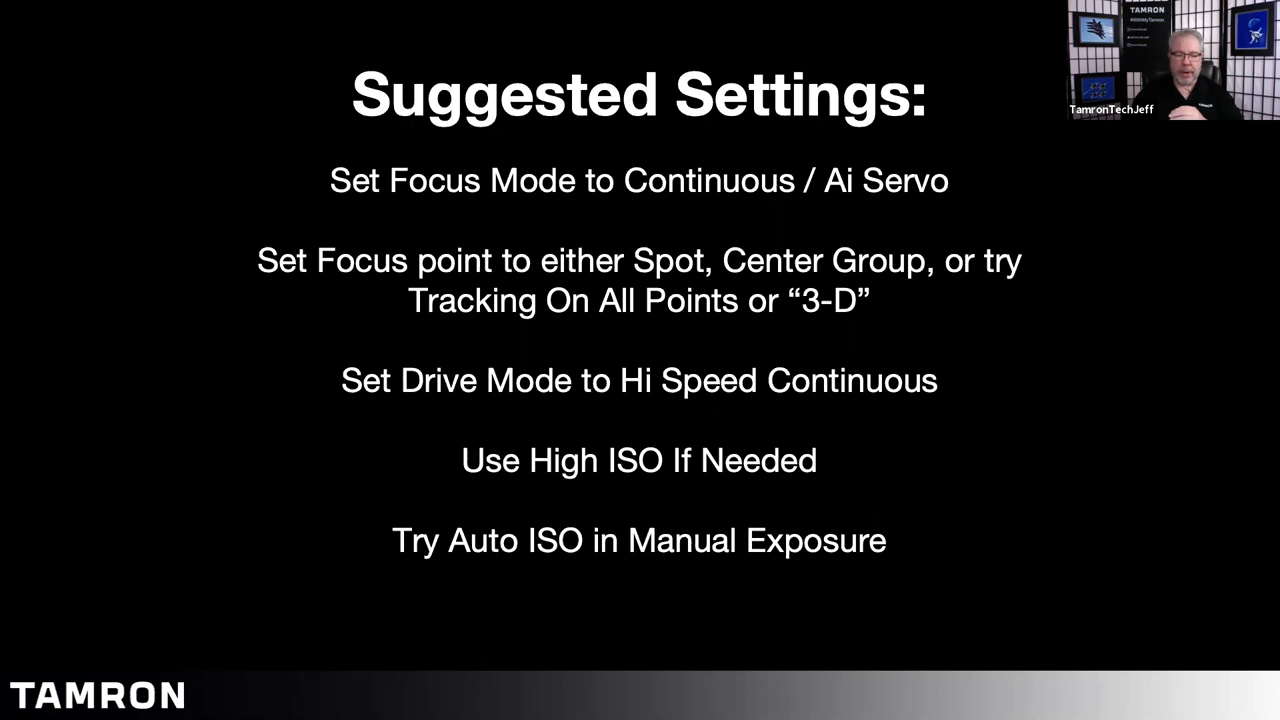 TAMRON
#WithMyTamron
TamronTechJeff
Suggested Settings:
Set Focus Mode to Continuous / Ai Servo
Set Focus point to either Spot, Center Group, or try
Tracking On All Points or “3-D”
Set Drive Mode to Hi Speed Continuous
Use High ISO If Needed
Try Auto ISO in Manual Exposure
TAMRON